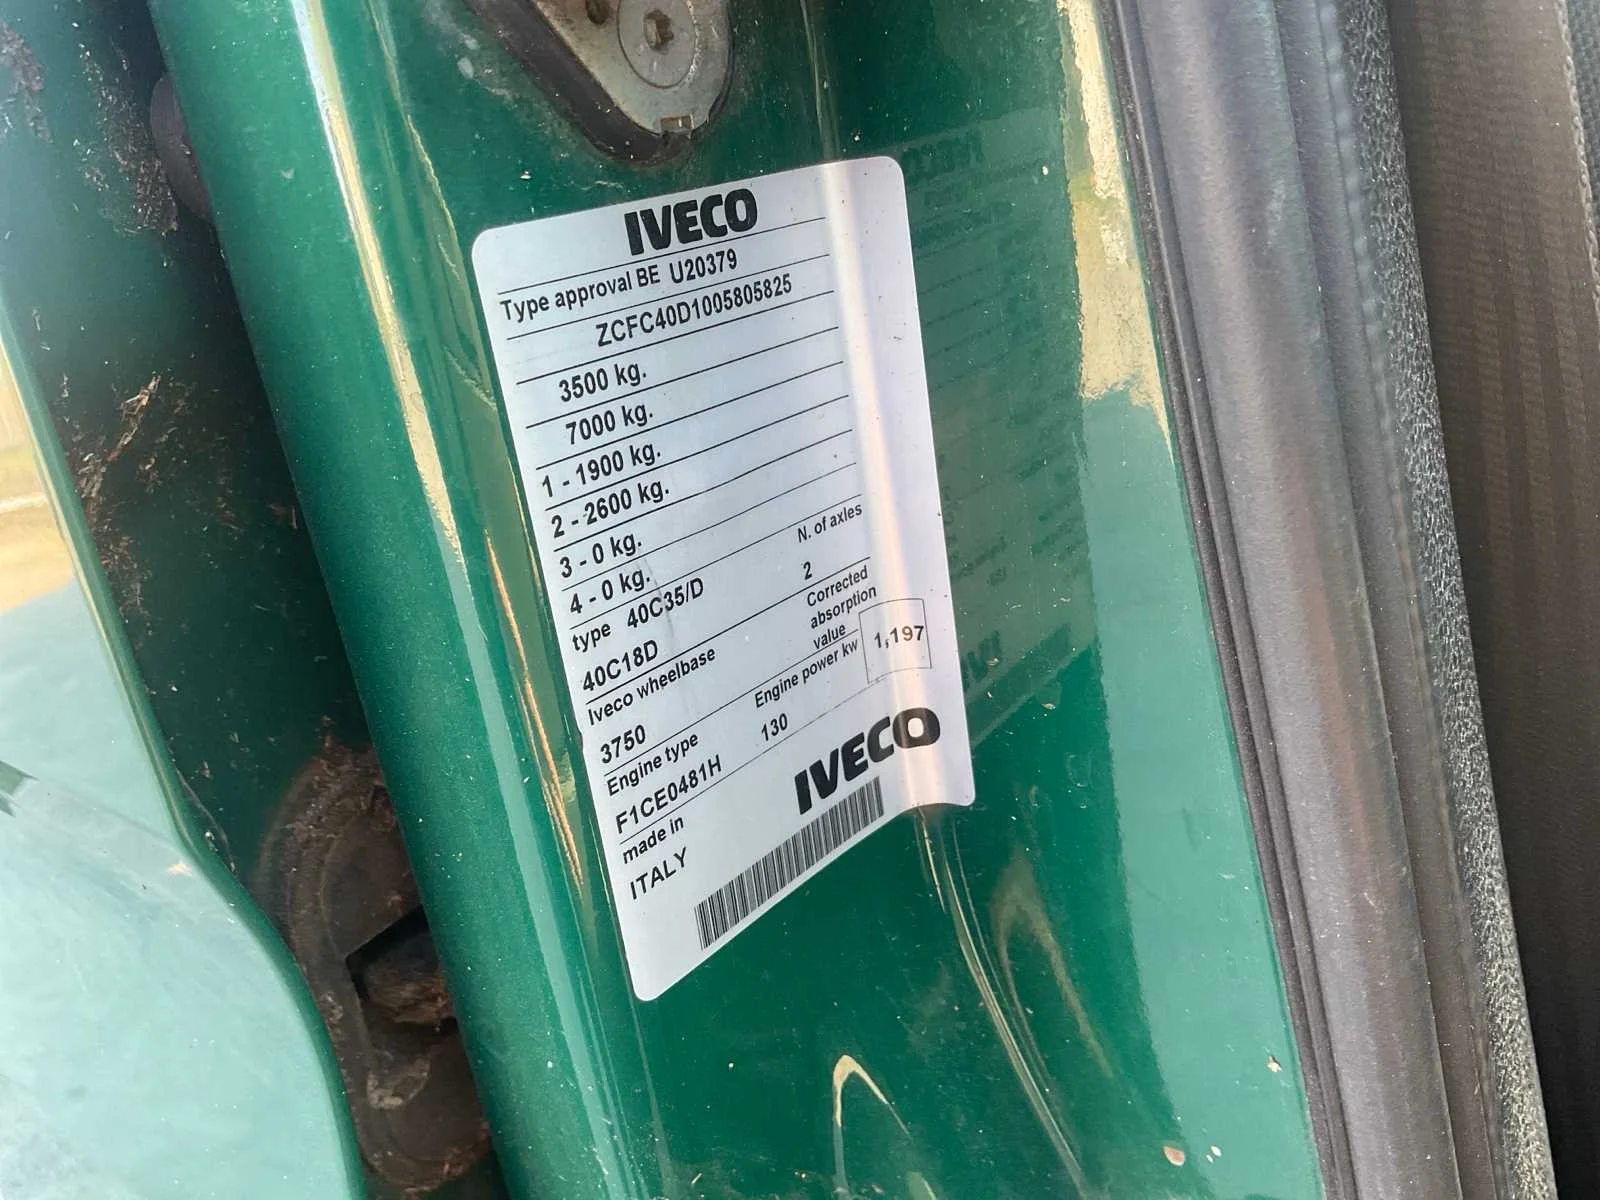 IVECO
Type approval BE U20379
ZCFC40D1005805825
3500 kg.
7000 kg.
1 - 1900 kg.
2 - 2600 kg.
3 - 0 kg.
4 - 0 kg.
type 40C35/D
N. of axles
40C18D
2
Iveco wheelbase
Corrected
absorption
value
1,197
3750
Engine type
Engine power kw
F1CE0481H
130
made in
ITALY
IVECO